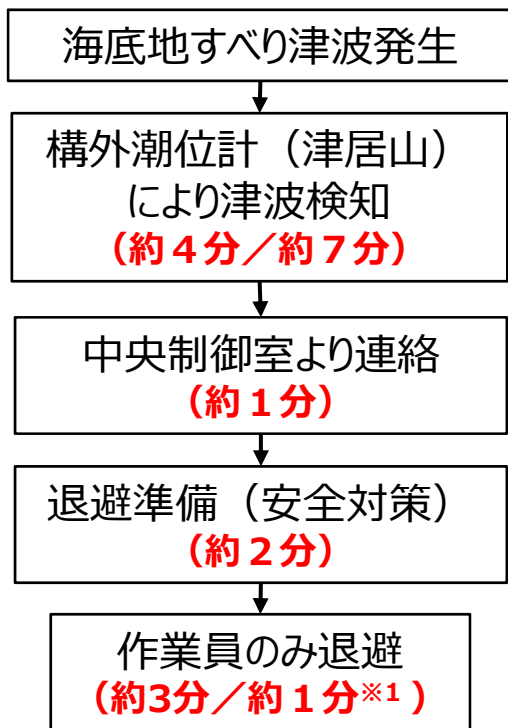 海底地すべり津波発生
構外潮位計（津居山）
により津波検知
（約４分／約７分）
中央制御室より連絡
（約１分）
退避準備（安全対策）
（約２分）
作業員のみ退避
（約3分／約１分※1）